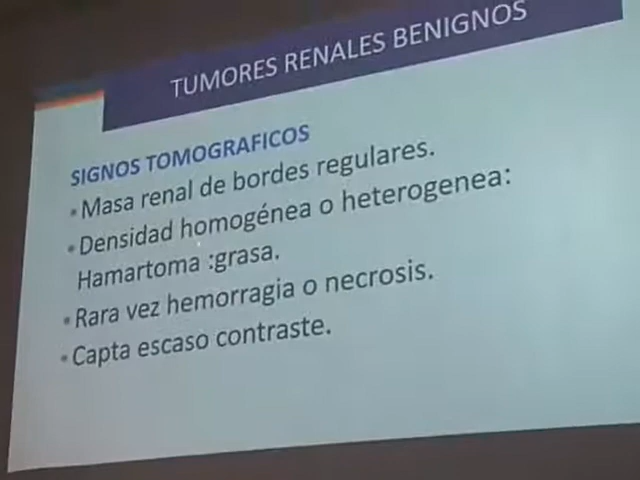 TUMORES RENALES BENIGNOS
SIGNOS TOMOGRAFICOS
• Masa renal de bordes regulares.
• Densidad homogénea o heterogenea:
Hamartoma :grasa.
• Rara vez hemorragia o necrosis.
• Capta escaso contraste.